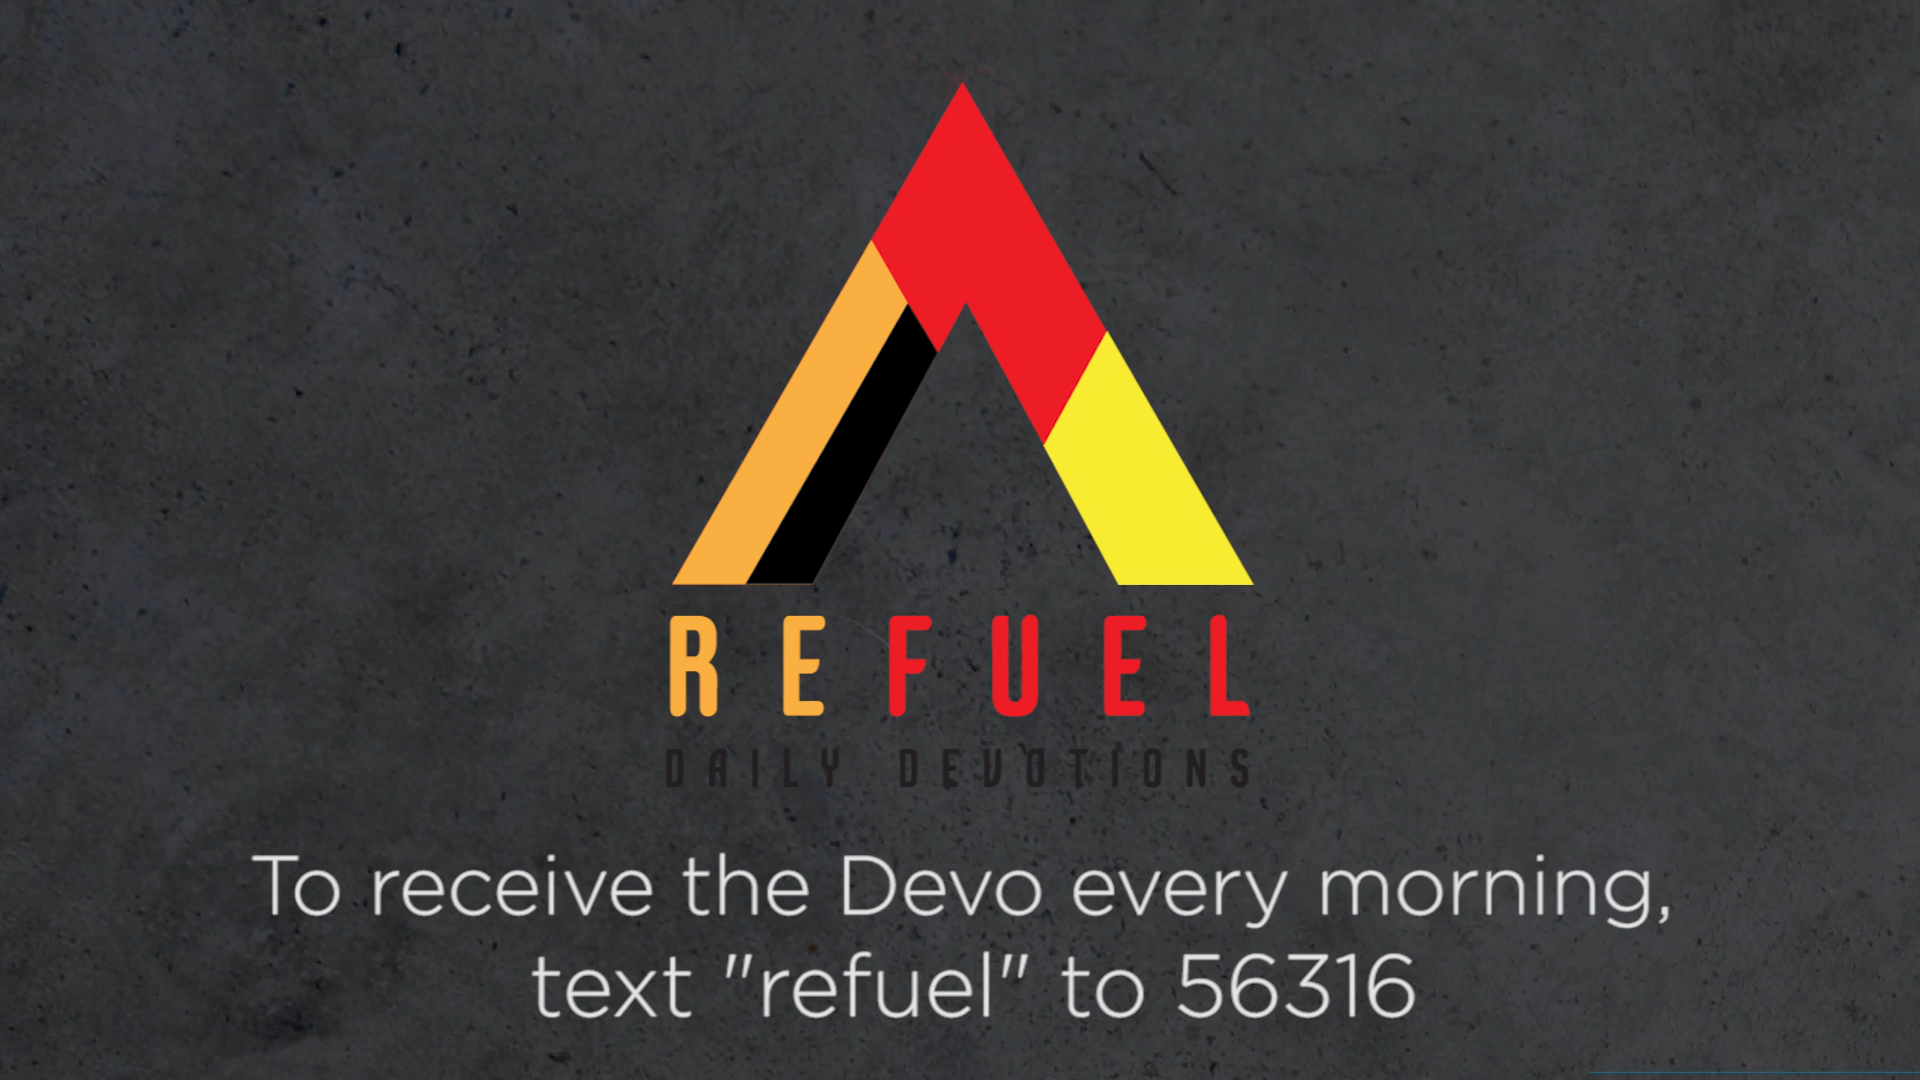 REFUEL
DAILY DEVOTIONS
To receive the Devo every morning,
text "refuel" to 56316